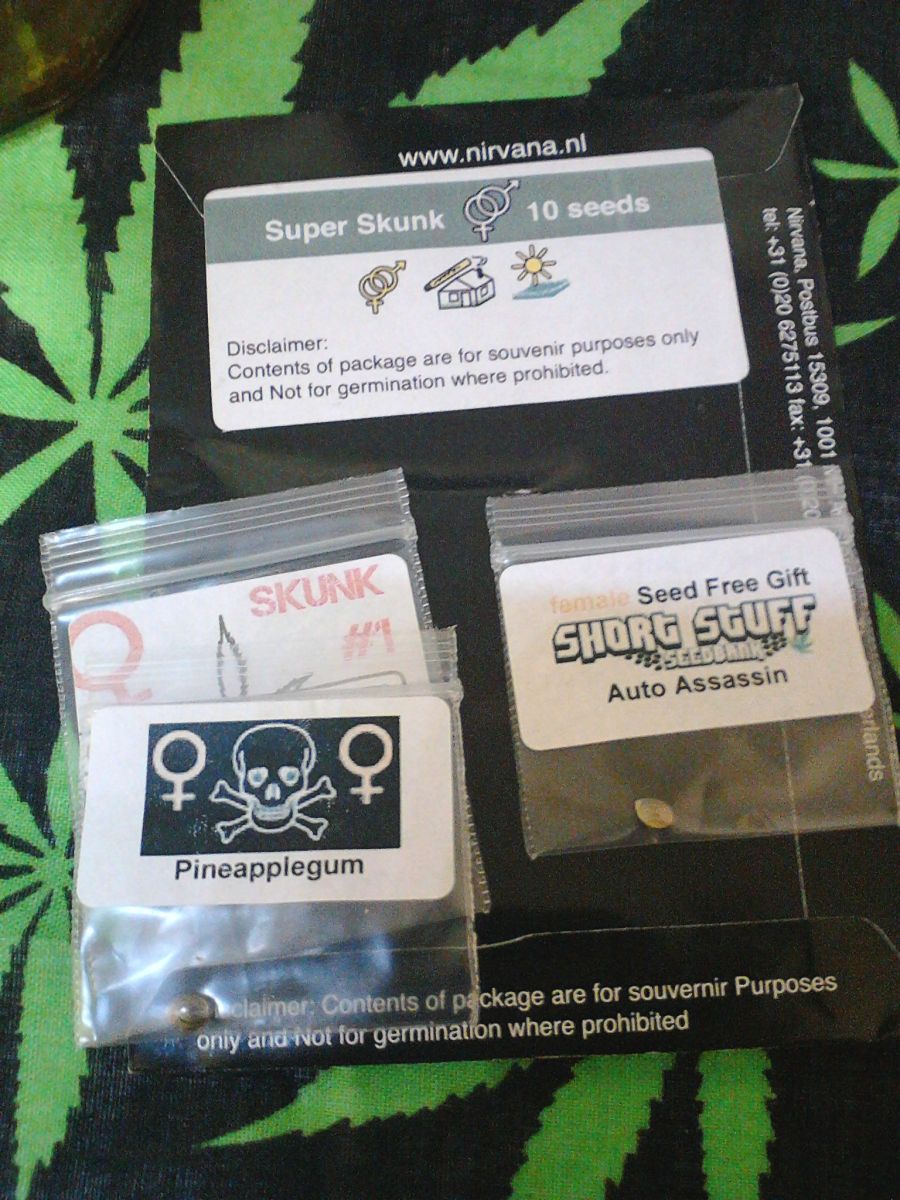 www.nirvana.nl
Super Skunk 10 seeds
Disclaimer:
Contents of package are for souvenir purposes only
and Not for germination where prohibited.
Nirvana, Postbus 15309, 1001
tel: +31 (0)20 6275113 fax: +31
SKUNK
#1
female Seed Free Gift
SHORT STUFF
SEEDBANK
Auto Assassin
lands
Pineapplegum
Disclaimer: Contents of package are for souvernir Purposes
only and Not for germination where prohibited